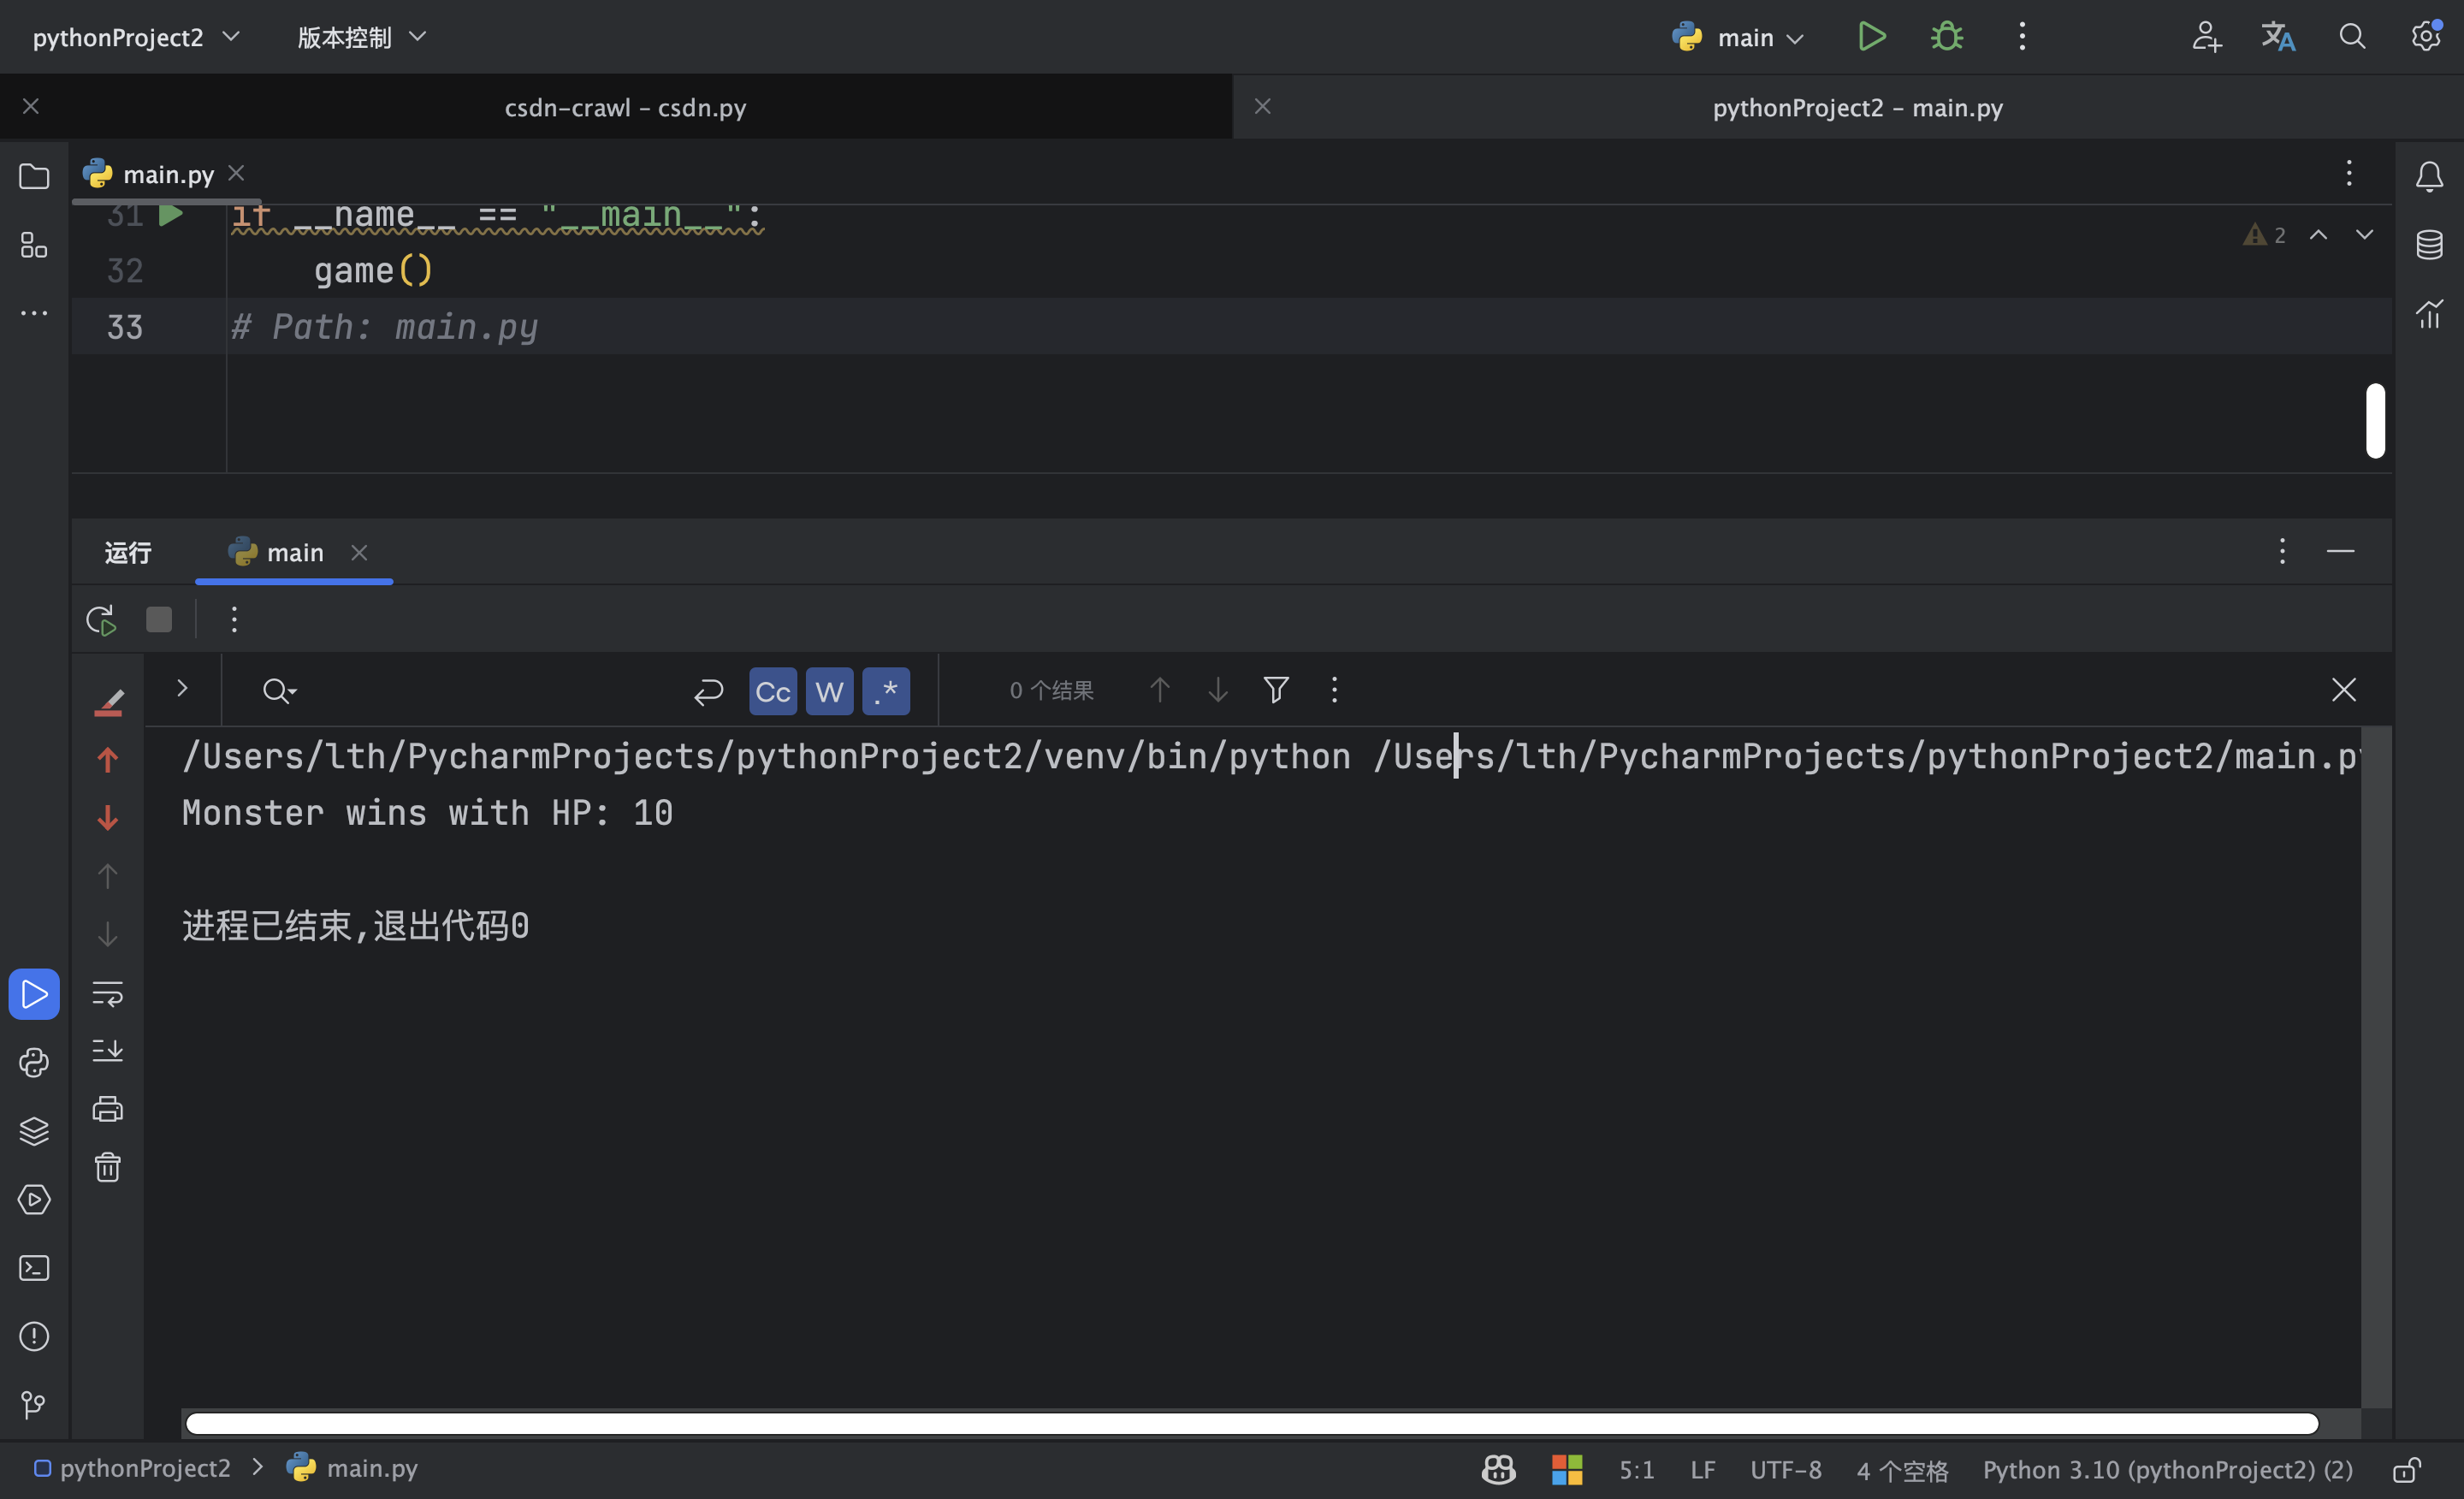 pythonProject2
版本控制
main
csdn-crawl – csdn.py
pythonProject2 – main.py
main.py
31 if __name__ == "__main__":
2
32 game()
33 # Path: main.py
运行
main
Cc W .*
0 个结果
/Users/lth/PycharmProjects/pythonProject2/venv/bin/python /Users/lth/PycharmProjects/pythonProject2/main.py
Monster wins with HP: 10
进程已结束,退出代码0
pythonProject2 > main.py
5:1 LF UTF-8 4 个空格 Python 3.10 (pythonProject2) (2)